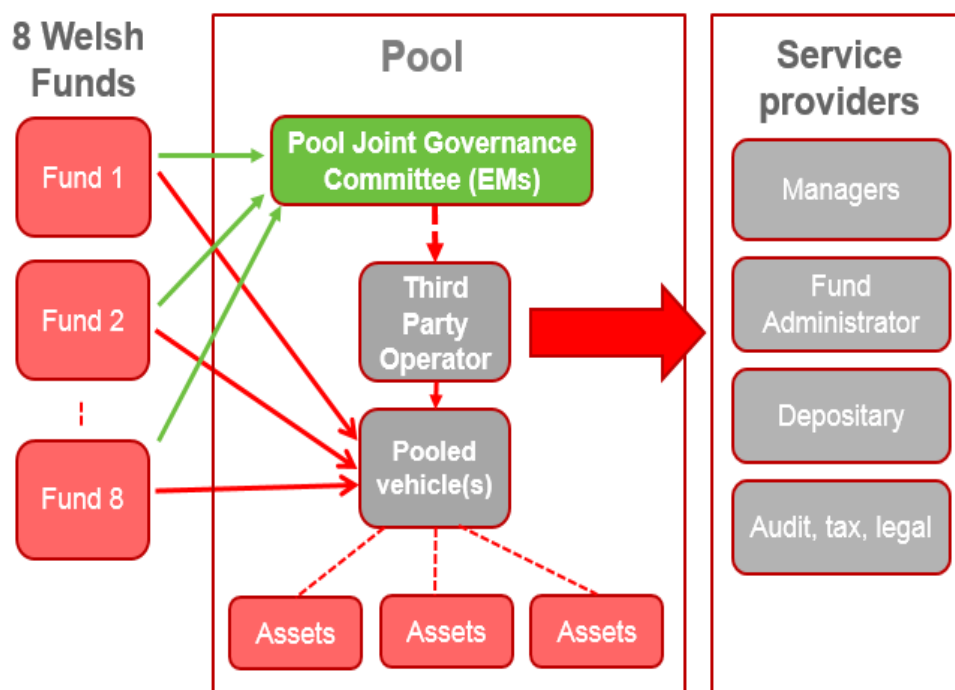 8 Welsh
Funds
Fund 1
Fund 2
Fund 8
Pool
Pool Joint Governance
Committee (EMs)
Third
Party
Operator
Pooled
vehicle(s)
Assets
Assets
Assets
Service
providers
Managers
Fund
Administrator
Depositary
Audit, tax, legal